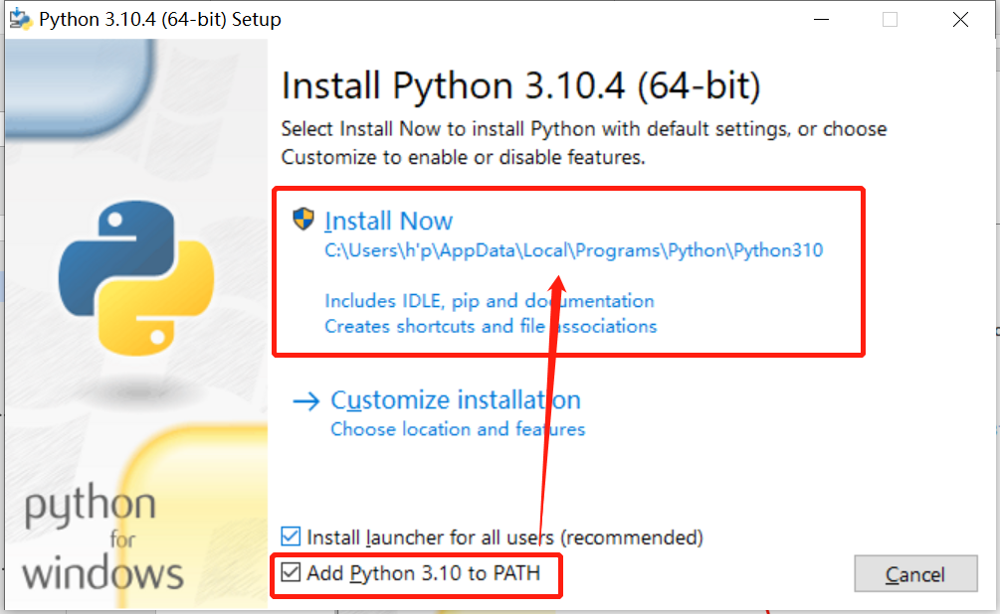 Python 3.10.4 (64-bit) Setup
Install Python 3.10.4 (64-bit)
Select Install Now to install Python with default settings, or choose
Customize to enable or disable features.
Install Now
C:\Users\h'p\AppData\Local\Programs\Python\Python310
Includes IDLE, pip and documentation
Creates shortcuts and file associations
Customize installation
Choose location and features
python
for
windows
Install launcher for all users (recommended)
Add Python 3.10 to PATH
Cancel